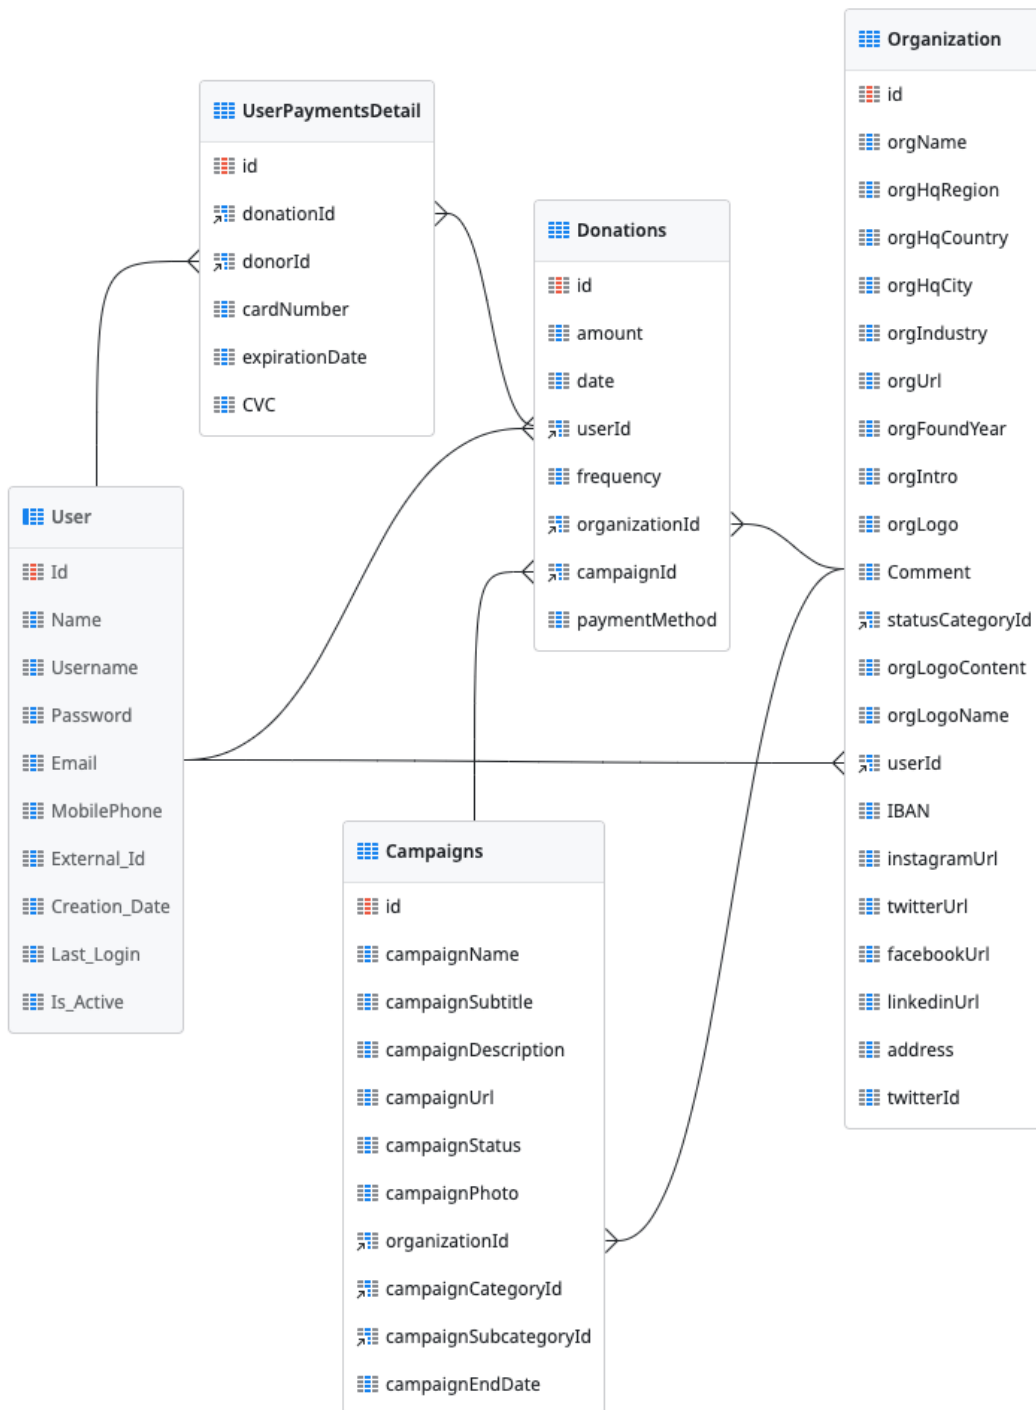 UserPaymentsDetail
id
donationId
donorId
cardNumber
expirationDate
CVC
User
Id
Name
Username
Password
Email
MobilePhone
External_Id
Creation_Date
Last_Login
Is_Active
Donations
id
amount
date
userId
frequency
organizationId
campaignId
paymentMethod
Campaigns
id
campaignName
campaignSubtitle
campaignDescription
campaignUrl
campaignStatus
campaignPhoto
organizationId
campaignCategoryId
campaignSubcategoryId
campaignEndDate
Organization
id
orgName
orgHqRegion
orgHqCountry
orgHqCity
orgIndustry
orgUrl
orgFoundYear
orgIntro
orgLogo
Comment
statusCategoryId
orgLogoContent
orgLogoName
userId
IBAN
instagramUrl
twitterUrl
facebookUrl
linkedinUrl
address
twitterId